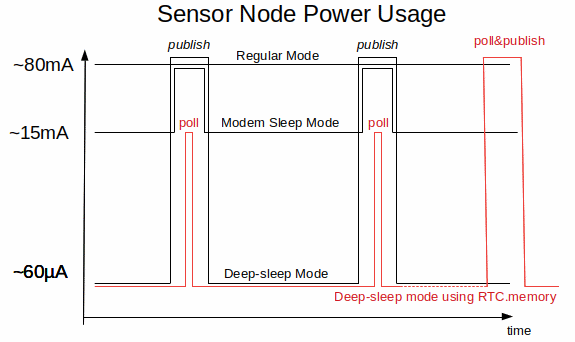 Sensor Node Power Usage
publish
publish
poll&publish
Regular Mode
~80mA
poll
Modem Sleep Mode
poll
~15mA
~60µA
Deep-sleep Mode
Deep-sleep mode using RTC.memory
time